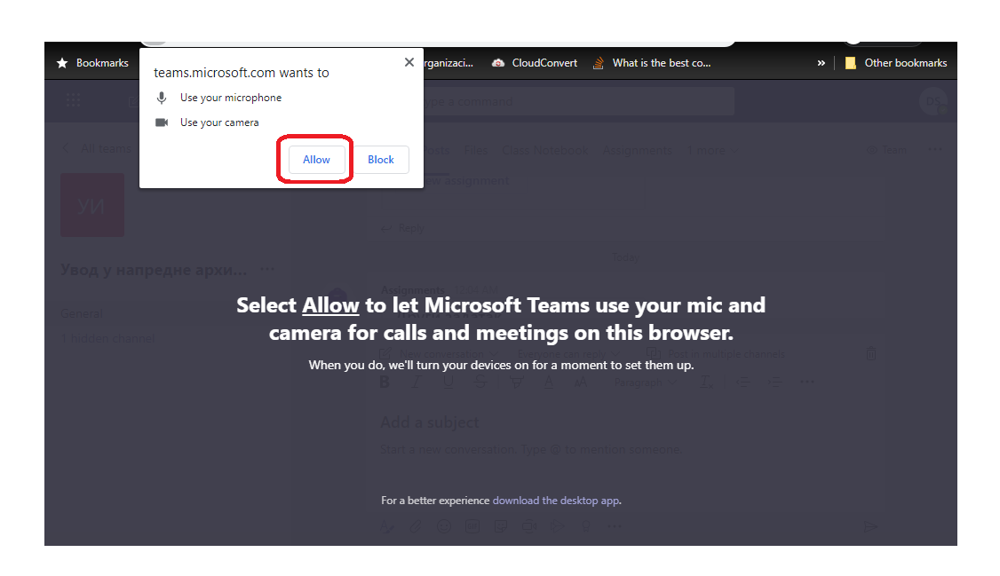 Bookmarks
rganizaci...
CloudConvert
What is the best co...
»
Other bookmarks
teams.microsoft.com wants to
Use your microphone
Use your camera
Allow
Block
ype a command
DS
All teams
Posts
Files
Class Notebook
Assignments
1 more
Team
ew assignment
УИ
Reply
Today
Увод у напредне архи...
Assignments
General
1 hidden channel
Select Allow to let Microsoft Teams use your mic and
camera for calls and meetings on this browser.
New conversation
Everyone can reply
Post in multiple channels
When you do, we'll turn your devices on for a moment to set them up.
B I U S
Paragraph
Add a subject
Start a new conversation. Type @ to mention someone.
For a better experience download the desktop app.